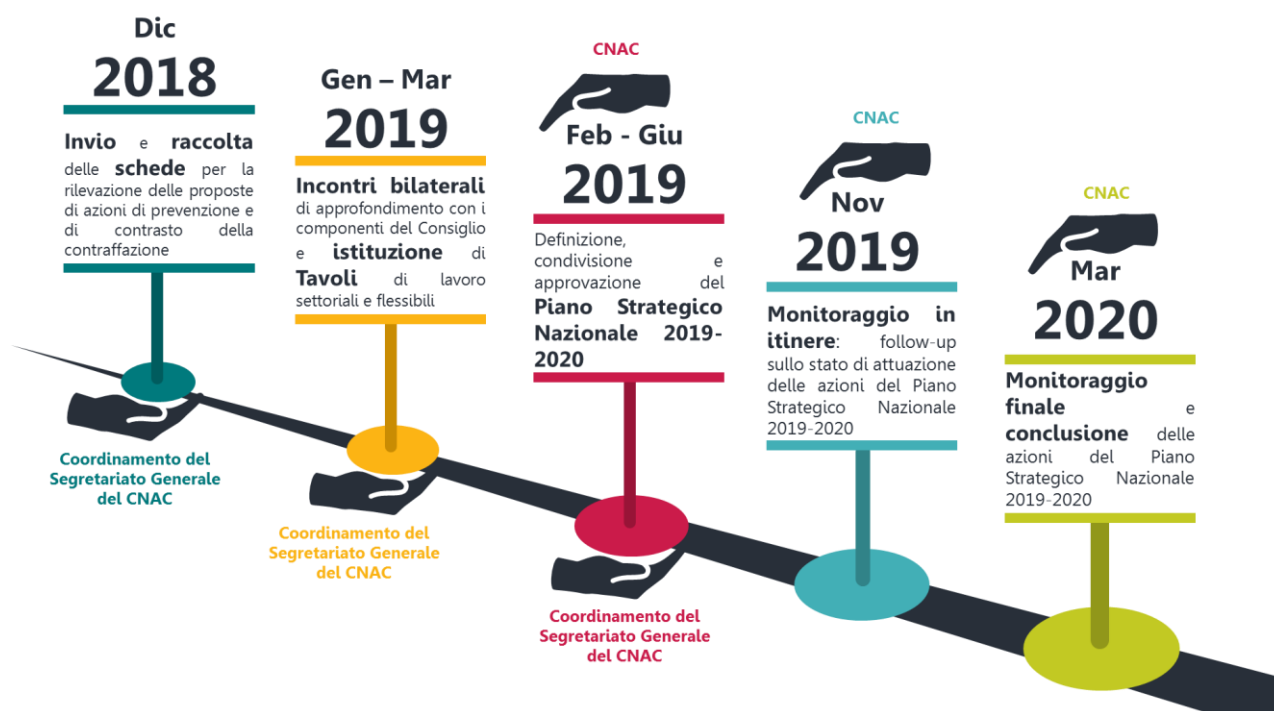 Dic
2018
Invio e raccolta
delle schede per la
rilevazione delle proposte
di azioni di prevenzione e
di contrasto della
contraffazione
Coordinamento del
Segretariato Generale
del CNAC
Gen – Mar
2019
Incontri bilaterali
di approfondimento con i
componenti del Consiglio
e istituzione di
Tavoli di lavoro
settoriali e flessibili
Coordinamento del
Segretariato Generale
del CNAC
CNAC
Feb - Giu
2019
Definizione,
condivisione e
approvazione del
Piano Strategico
Nazionale 2019-
2020
Coordinamento del
Segretariato Generale
del CNAC
CNAC
Nov
2019
Monitoraggio in
itinere: follow-up
sullo stato di attuazione
delle azioni del Piano
Strategico Nazionale
2019-2020
CNAC
Mar
2020
Monitoraggio
finale e
conclusione delle
azioni del Piano
Strategico Nazionale
2019-2020